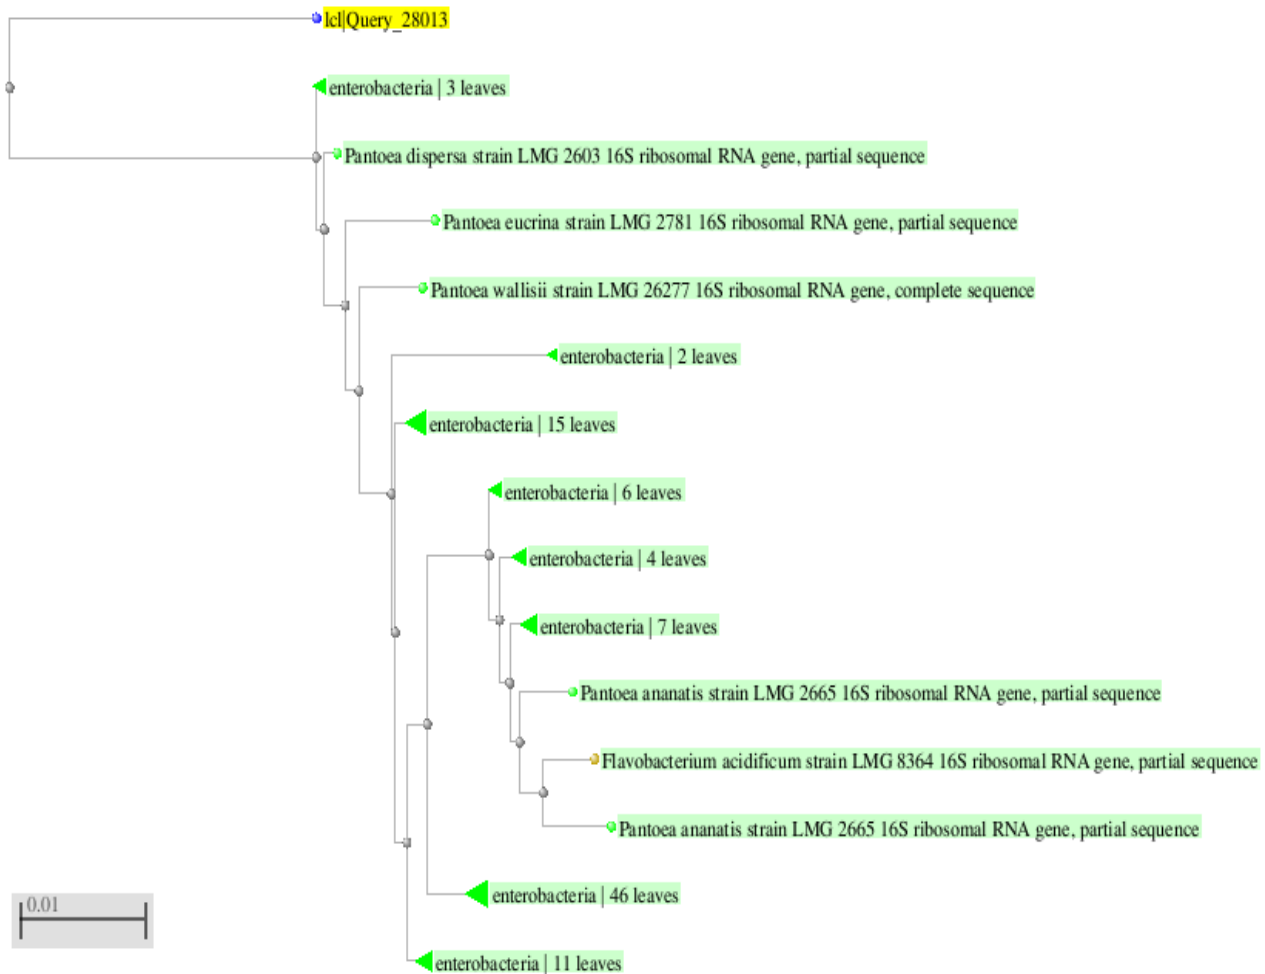 lcl|Query_28013
enterobacteria | 3 leaves
Pantoea dispersa strain LMG 2603 16S ribosomal RNA gene, partial sequence
Pantoea eucrina strain LMG 2781 16S ribosomal RNA gene, partial sequence
Pantoea wallisii strain LMG 26277 16S ribosomal RNA gene, complete sequence
enterobacteria | 2 leaves
enterobacteria | 15 leaves
enterobacteria | 6 leaves
enterobacteria | 4 leaves
enterobacteria | 7 leaves
Pantoea ananatis strain LMG 2665 16S ribosomal RNA gene, partial sequence
Flavobacterium acidificum strain LMG 8364 16S ribosomal RNA gene, partial sequence
Pantoea ananatis strain LMG 2665 16S ribosomal RNA gene, partial sequence
enterobacteria | 46 leaves
0.01
enterobacteria | 11 leaves